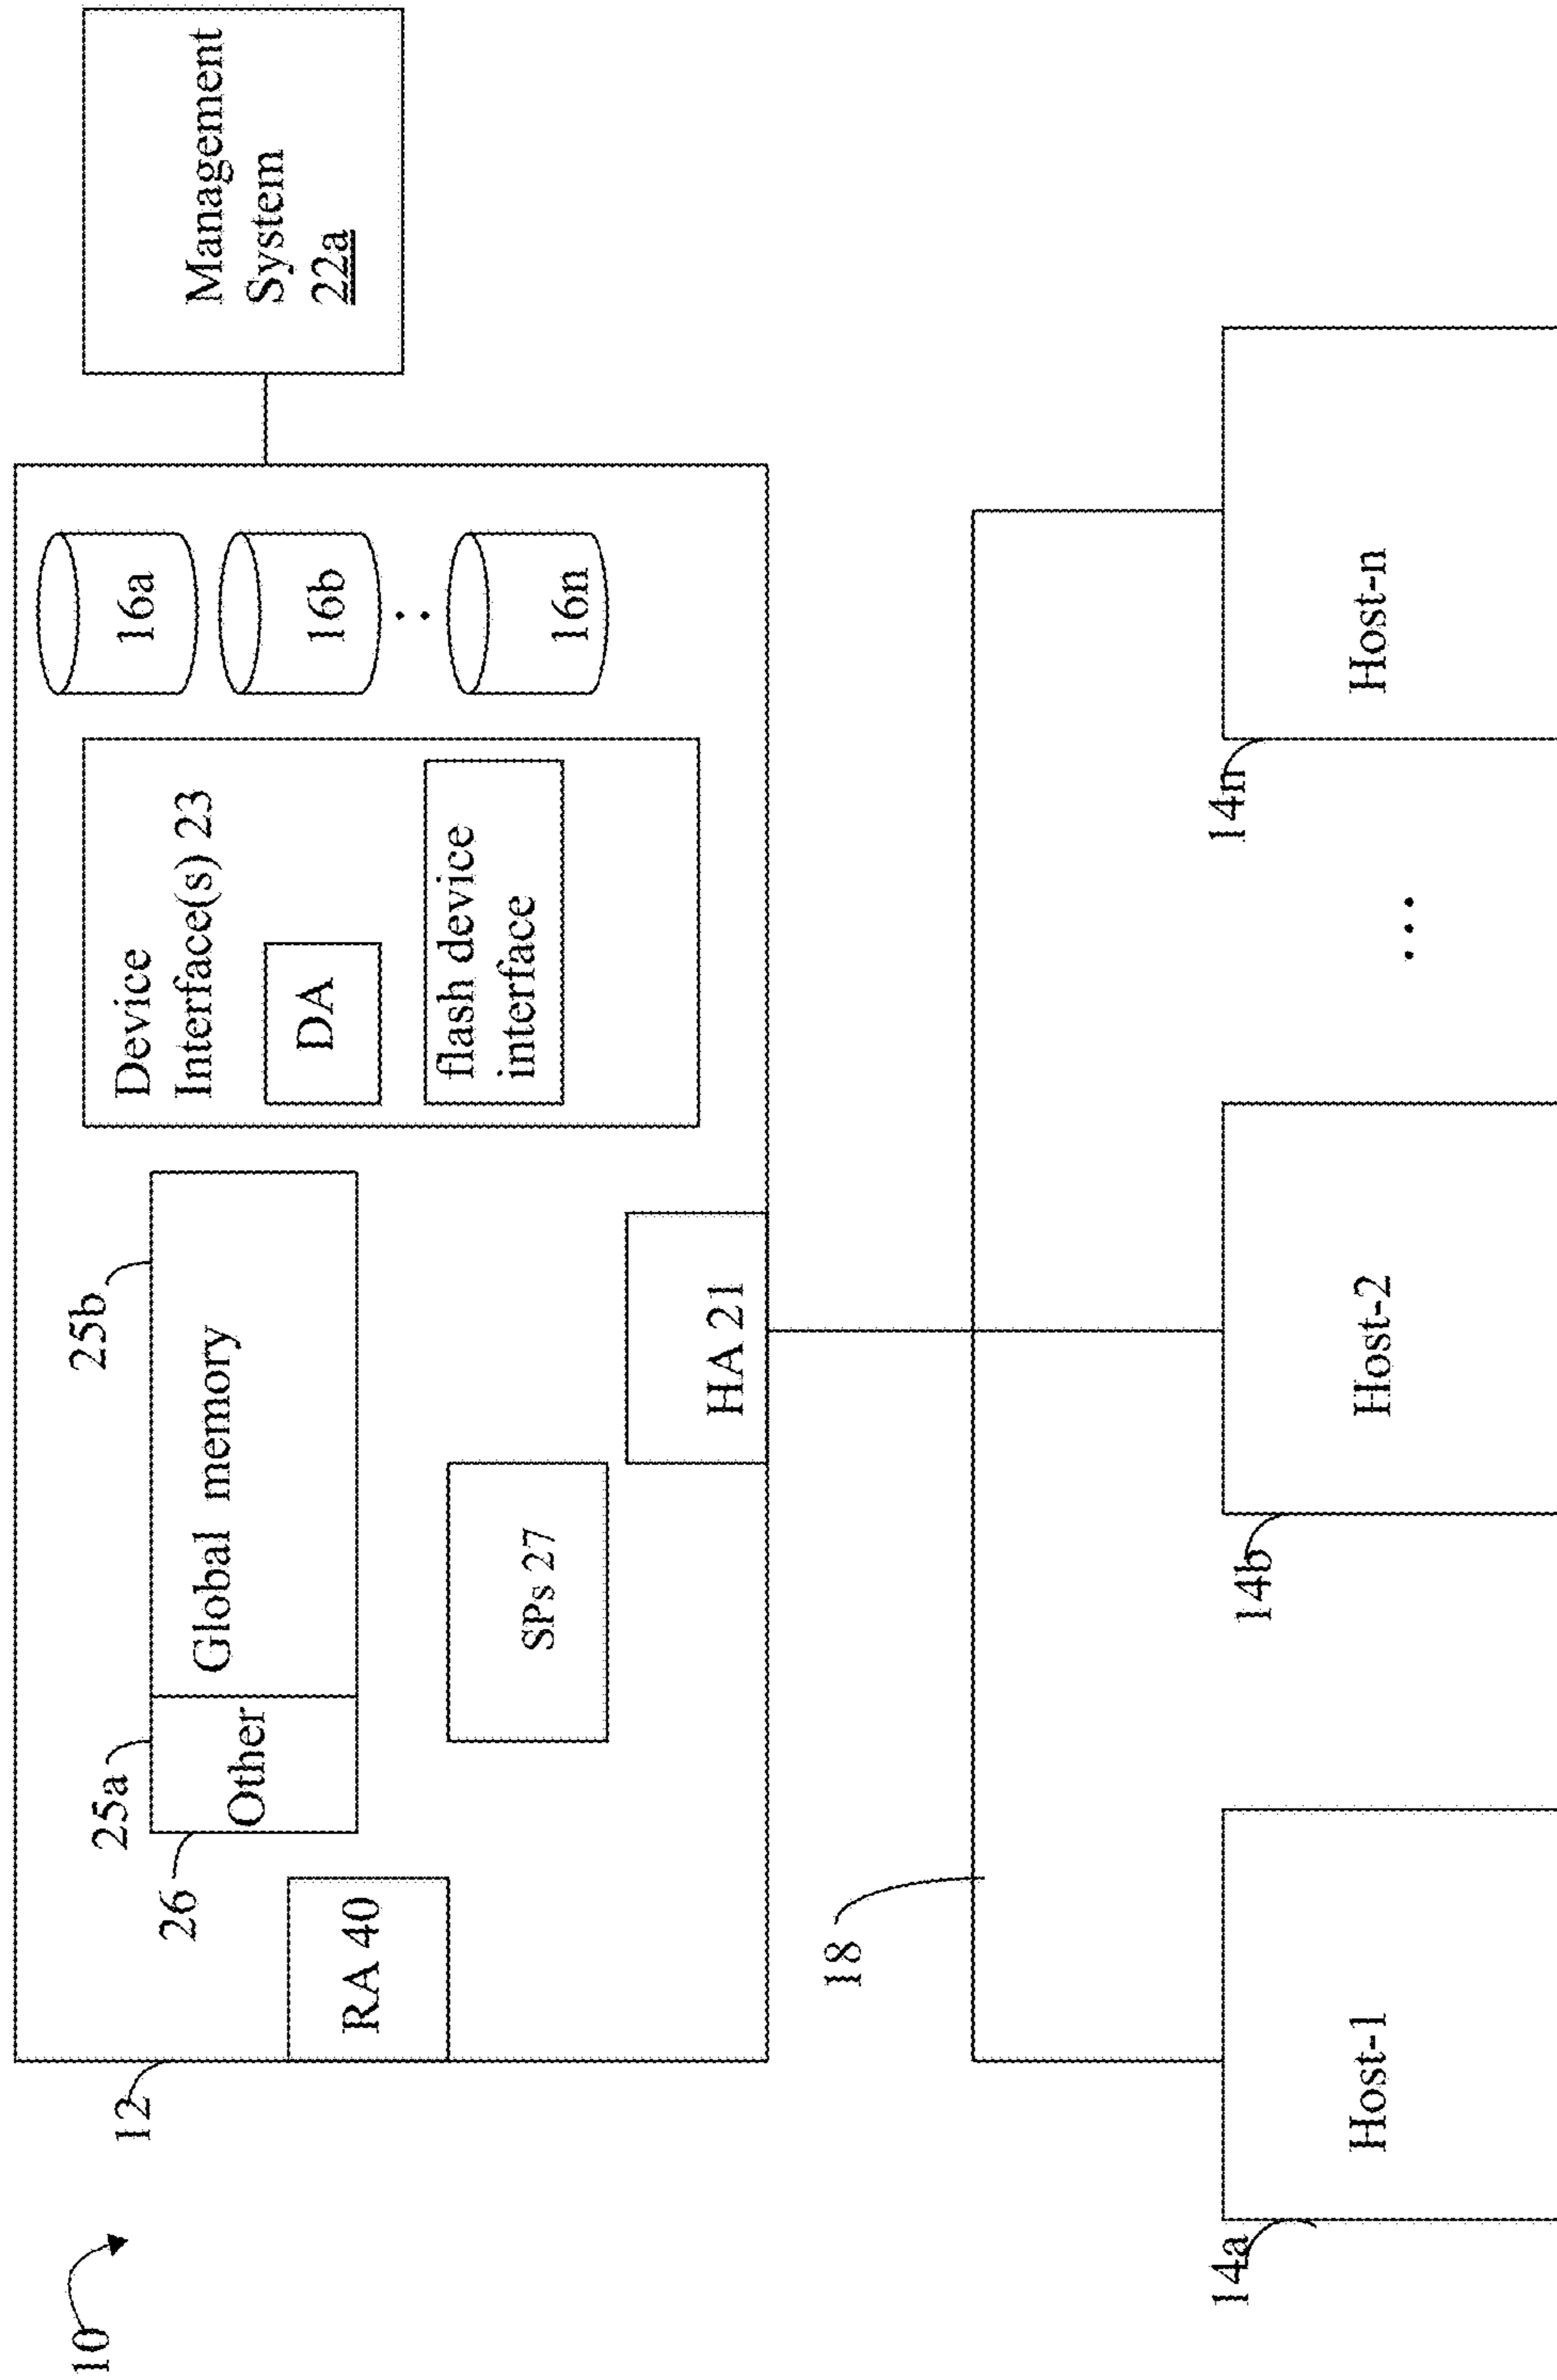 10
12
RA 40
26
25a
Other
25b
Global memory
SPs 27
HA 21
Device
Interface(s) 23
DA
flash device
interface
16a
16b
:
16n
Management
System
22a
18
14a
Host-1
14b
Host-2
...
14n
Host-n